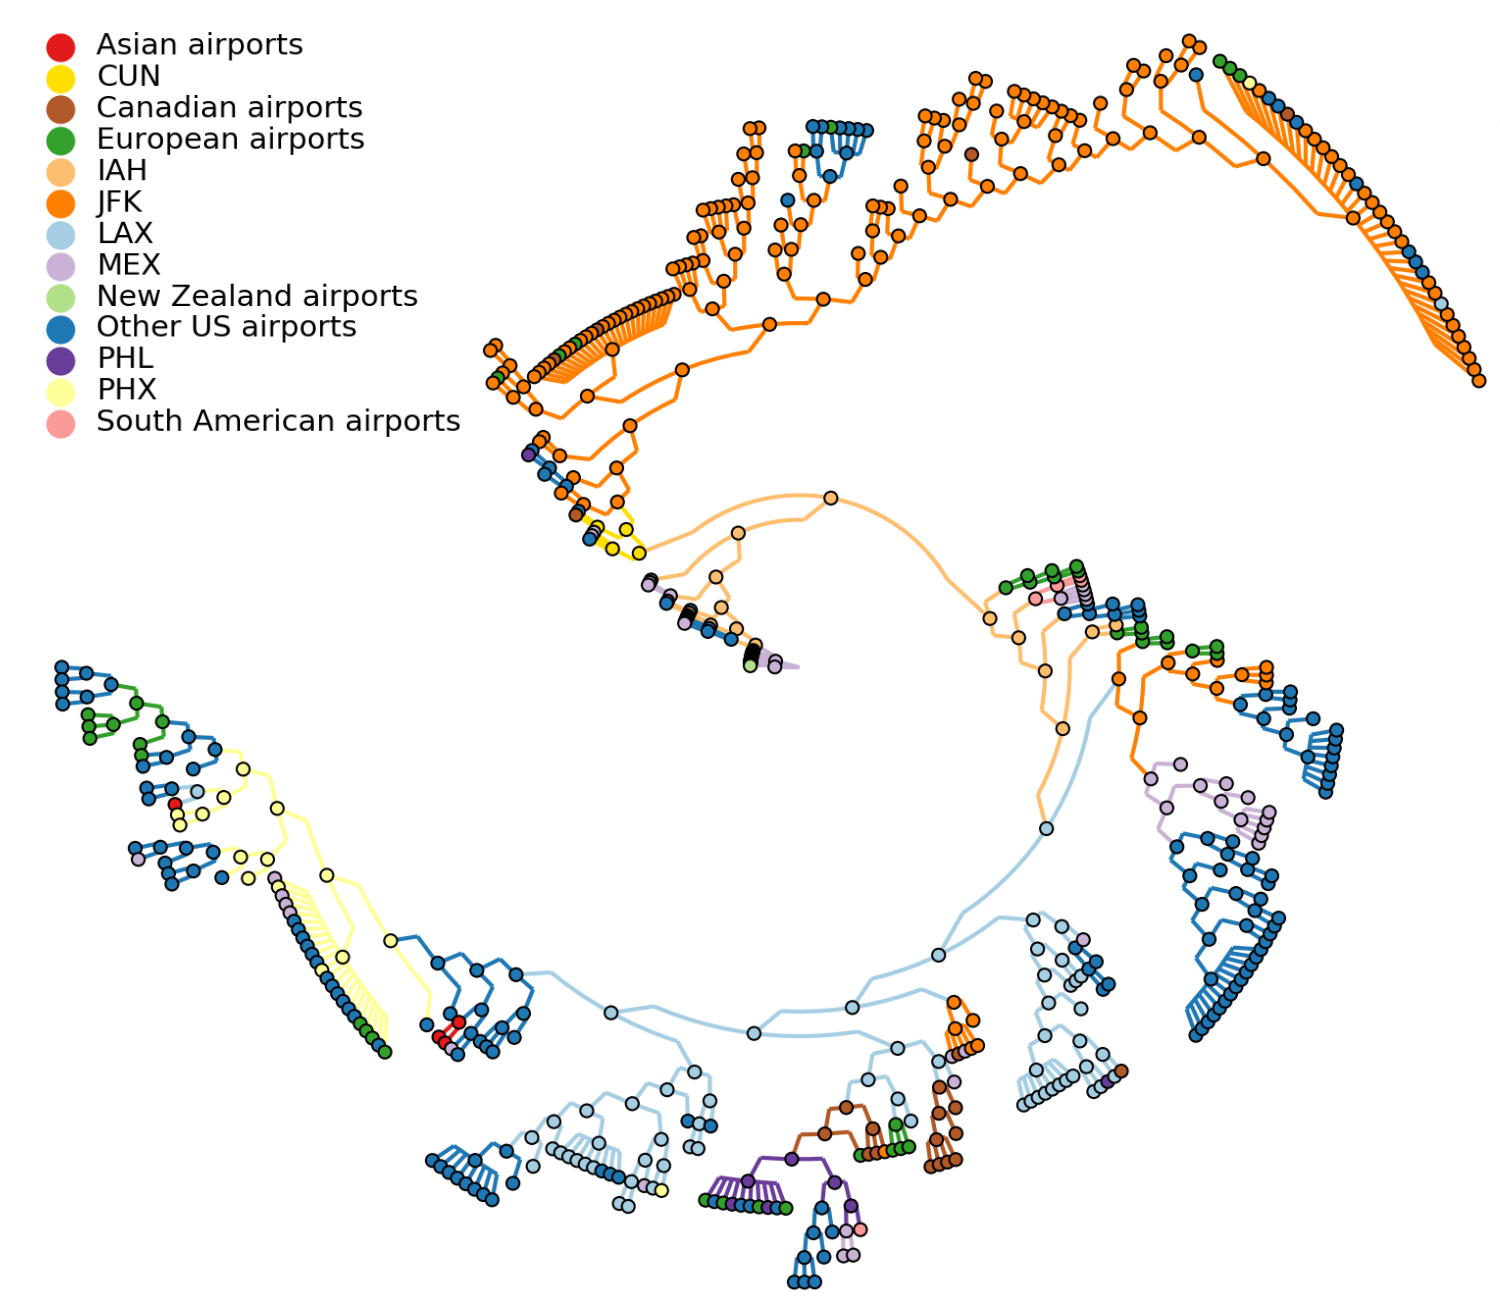 Asian airports
CUN
Canadian airports
European airports
IAH
JFK
LAX
MEX
New Zealand airports
Other US airports
PHL
PHX
South American airports